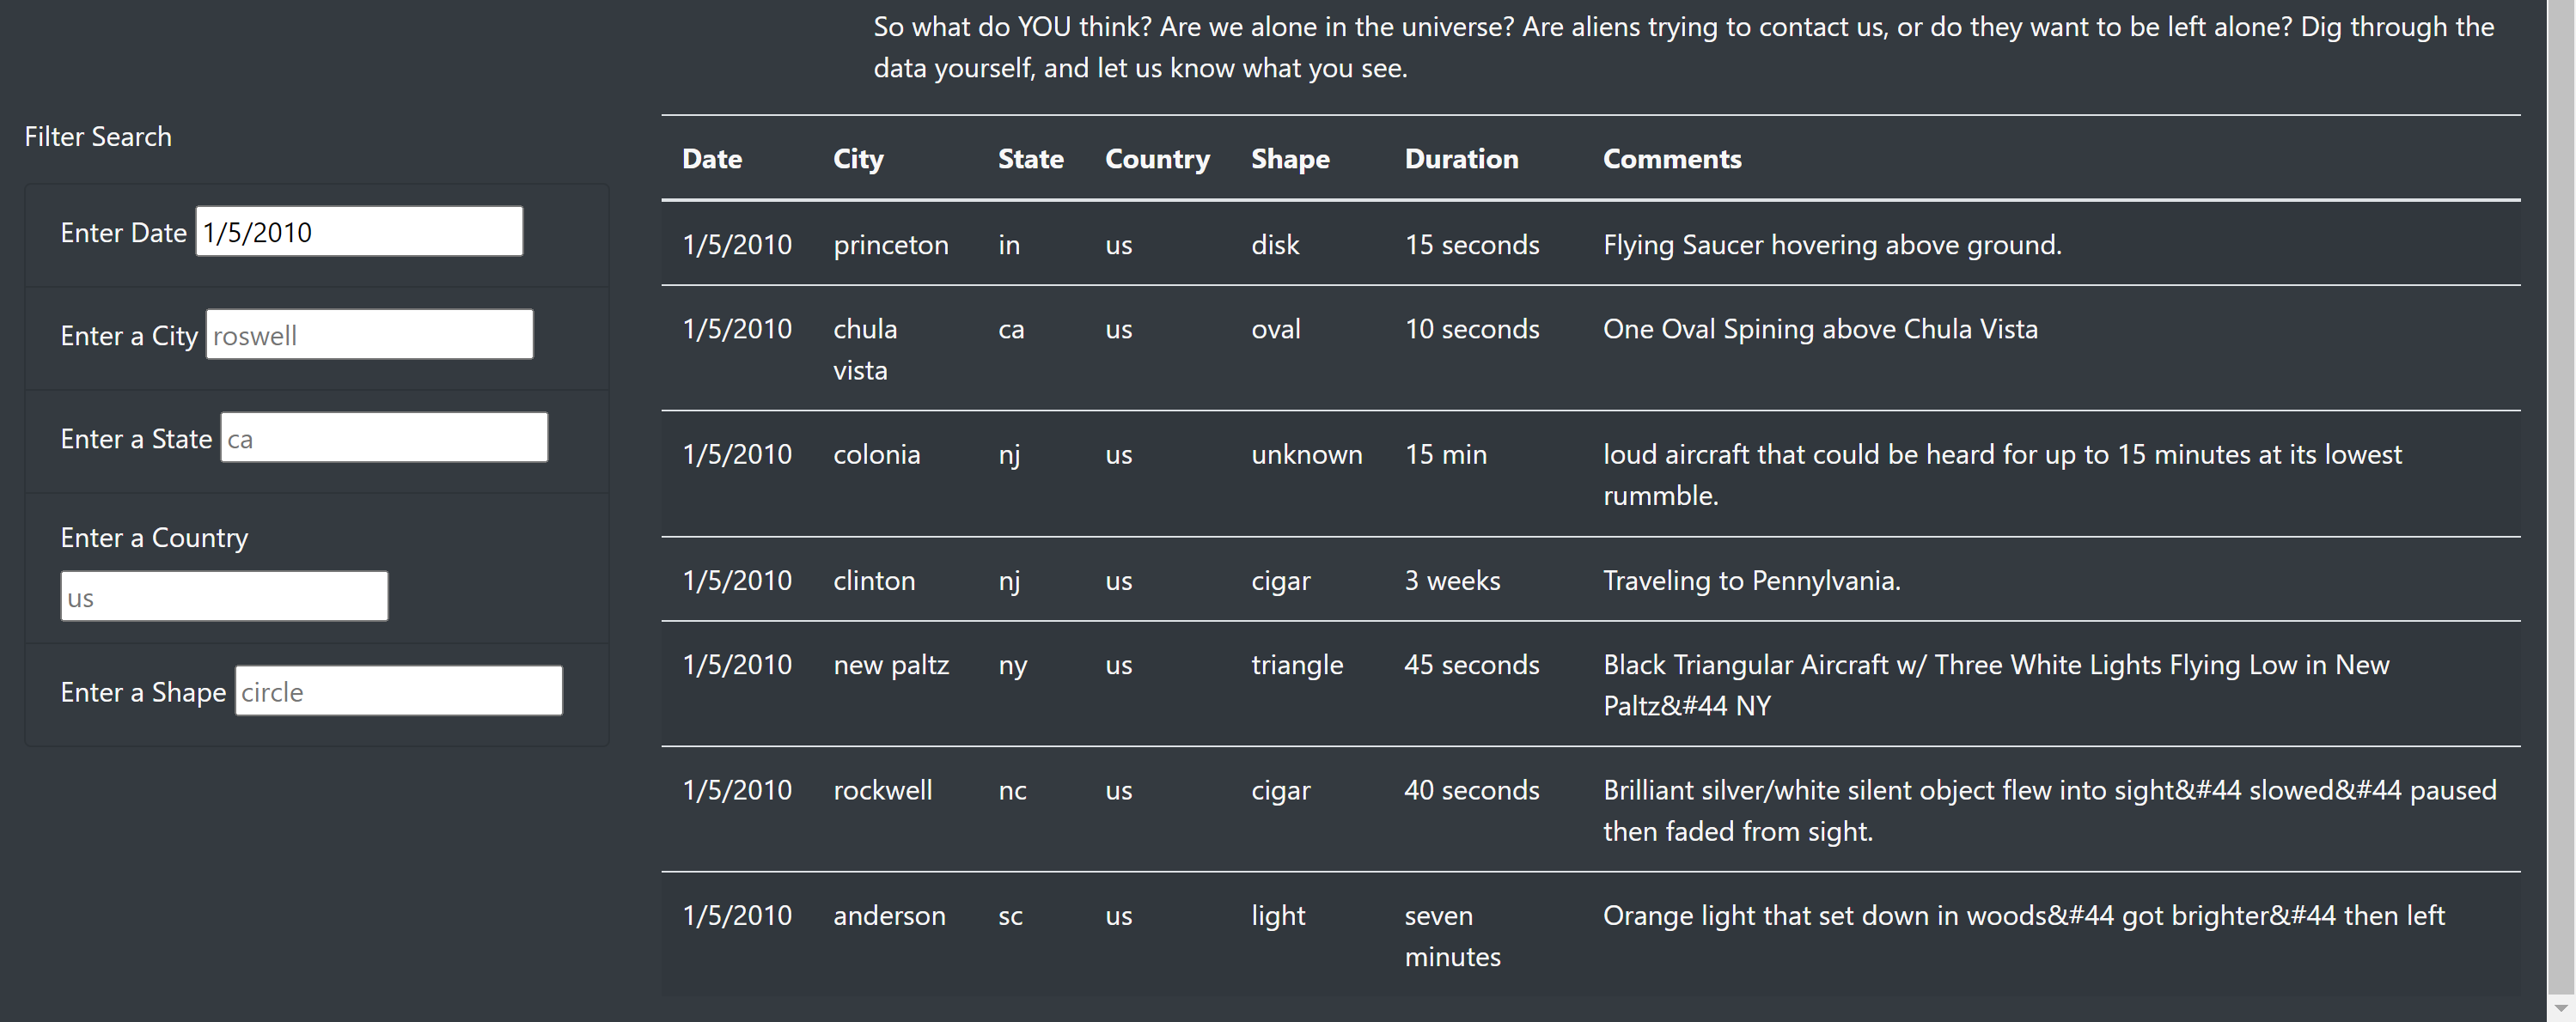 So what do YOU think? Are we alone in the universe? Are aliens trying to contact us, or do they want to be left alone? Dig through the
data yourself, and let us know what you see.
Filter Search
Enter Date 1/5/2010
Enter a City roswell
Enter a State ca
Enter a Country
us
Enter a Shape circle
Date City State Country Shape Duration Comments
1/5/2010 princeton in us disk 15 seconds Flying Saucer hovering above ground.
1/5/2010 chula ca us oval 10 seconds One Oval Spining above Chula Vista
vista
1/5/2010 colonia nj us unknown 15 min loud aircraft that could be heard for up to 15 minutes at its lowest
rummble.
1/5/2010 clinton nj us cigar 3 weeks Traveling to Pennylvania.
1/5/2010 new paltz ny us triangle 45 seconds Black Triangular Aircraft w/ Three White Lights Flying Low in New
Paltz&#44 NY
1/5/2010 rockwell nc us cigar 40 seconds Brilliant silver/white silent object flew into sight&#44 slowed&#44 paused
then faded from sight.
1/5/2010 anderson sc us light seven Orange light that set down in woods&#44 got brighter&#44 then left
minutes